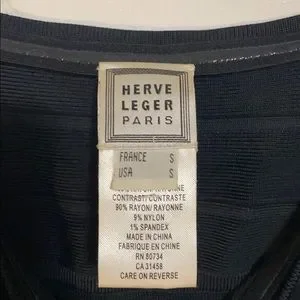 HERVE
LEGER
PARIS
FRANCE S
USA S
CONTRAST/ CONTRASTE
90% RAYON/ RAYONNE
9% NYLON
1% SPANDEX
MADE IN CHINA
FABRIQUE EN CHINE
RN 80734
CA 31458
CARE ON REVERSE